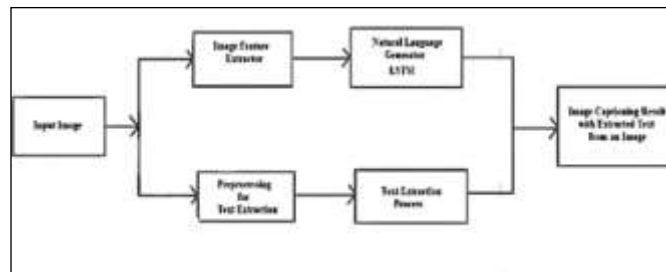 Input Image
Image Feature
Extractor
Natural Language
Generator
LSTM
Preprocessing
for
Text Extraction
Text Extraction
Process
Image Captioning Result
with Extracted Text
from an Image